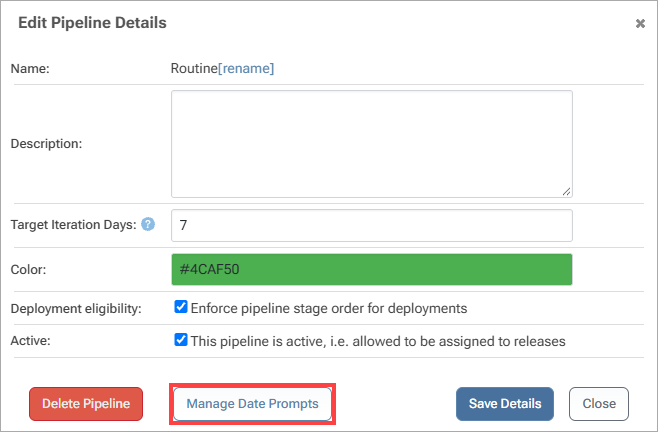 Edit Pipeline Details
Name: Routine[rename]
Description:
Target Iteration Days: ? 7
Color: #4CAF50
Deployment eligibility: Enforce pipeline stage order for deployments
Active: This pipeline is active, i.e. allowed to be assigned to releases
Delete Pipeline Manage Date Prompts Save Details Close